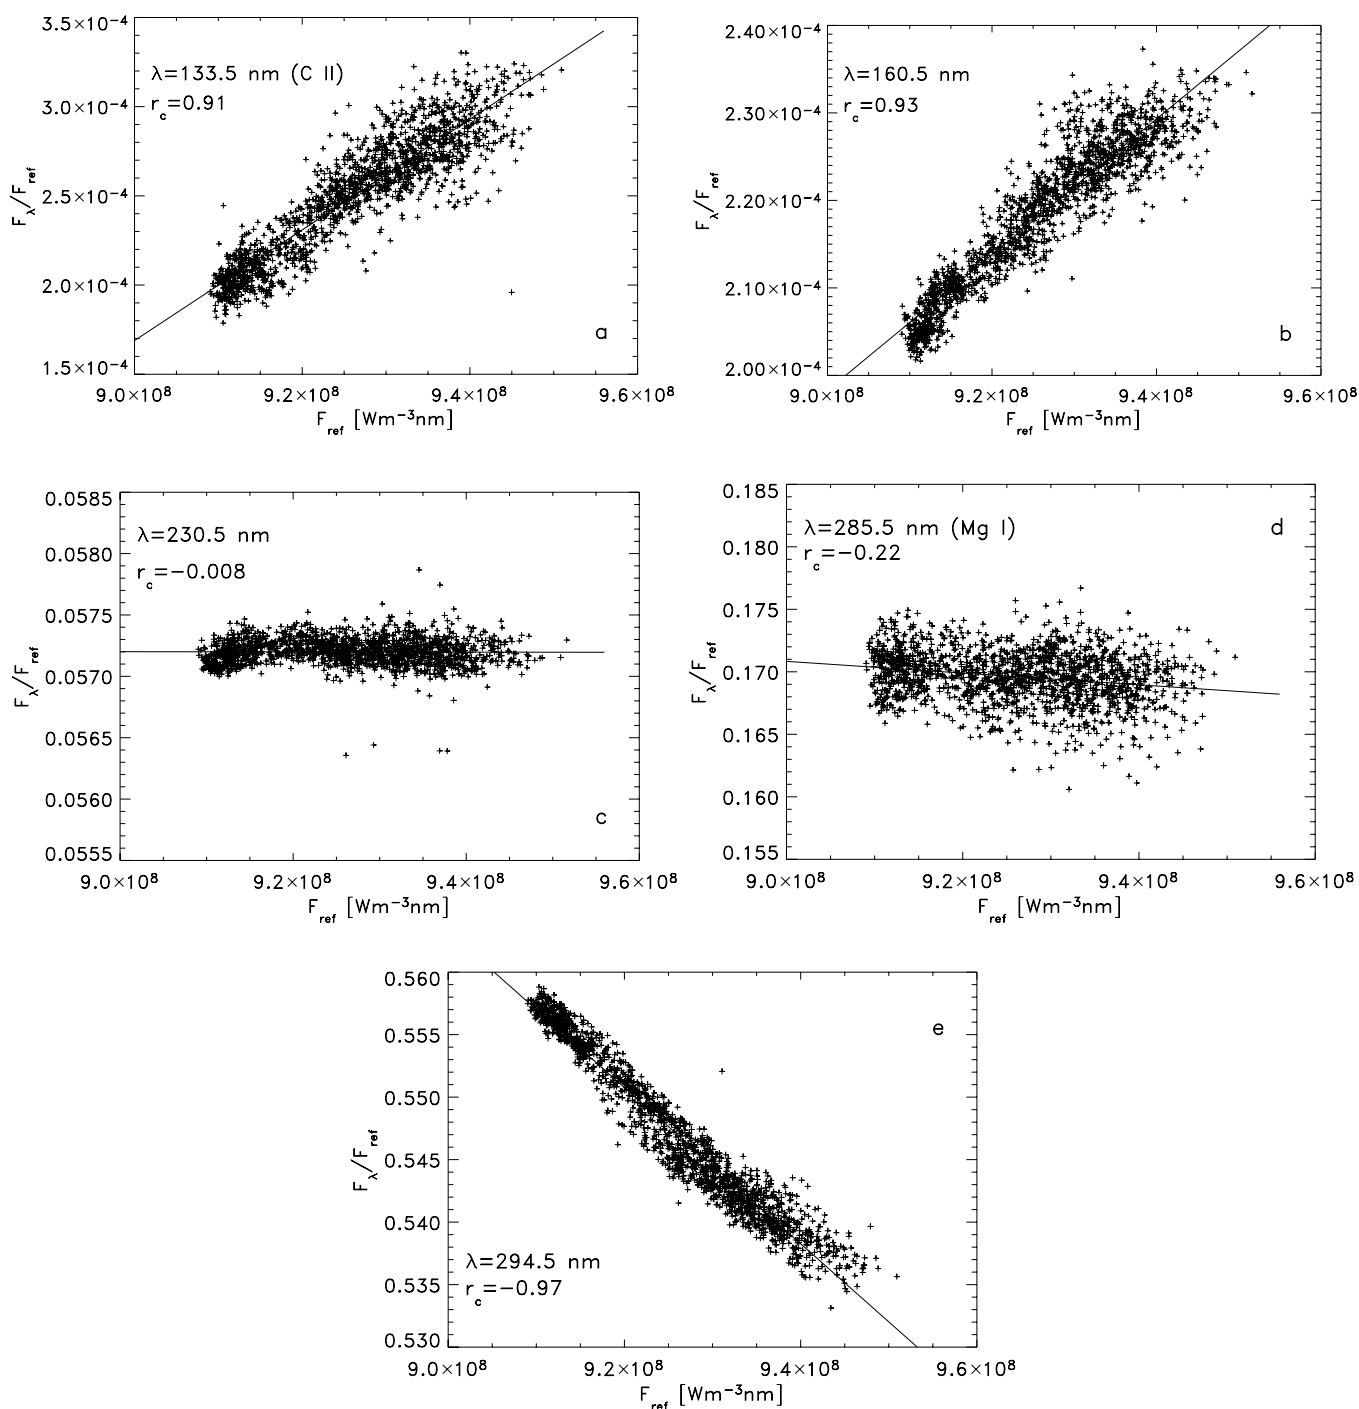 3.5×10⁻⁴
3.0×10⁻⁴
2.5×10⁻⁴
2.0×10⁻⁴
1.5×10⁻⁴
F_λ/F_ref
λ=133.5 nm (C II)
r_c=0.91
a
9.0×10⁸ 9.2×10⁸ 9.4×10⁸ 9.6×10⁸
F_ref [Wm⁻³nm]
2.40×10⁻⁴
2.30×10⁻⁴
2.20×10⁻⁴
2.10×10⁻⁴
2.00×10⁻⁴
F_λ/F_ref
λ=160.5 nm
r_c=0.93
b
9.0×10⁸ 9.2×10⁸ 9.4×10⁸ 9.6×10⁸
F_ref [Wm⁻³nm]
0.0585
0.0580
0.0575
0.0570
0.0565
0.0560
0.0555
F_λ/F_ref
λ=230.5 nm
r_c=−0.008
c
9.0×10⁸ 9.2×10⁸ 9.4×10⁸ 9.6×10⁸
F_ref [Wm⁻³nm]
0.185
0.180
0.175
0.170
0.165
0.160
0.155
F_λ/F_ref
λ=285.5 nm (Mg I)
r_c=−0.22
d
9.0×10⁸ 9.2×10⁸ 9.4×10⁸ 9.6×10⁸
F_ref [Wm⁻³nm]
0.560
0.555
0.550
0.545
0.540
0.535
0.530
F_λ/F_ref
e
λ=294.5 nm
r_c=−0.97
9.0×10⁸ 9.2×10⁸ 9.4×10⁸ 9.6×10⁸
F_ref [Wm⁻³nm]